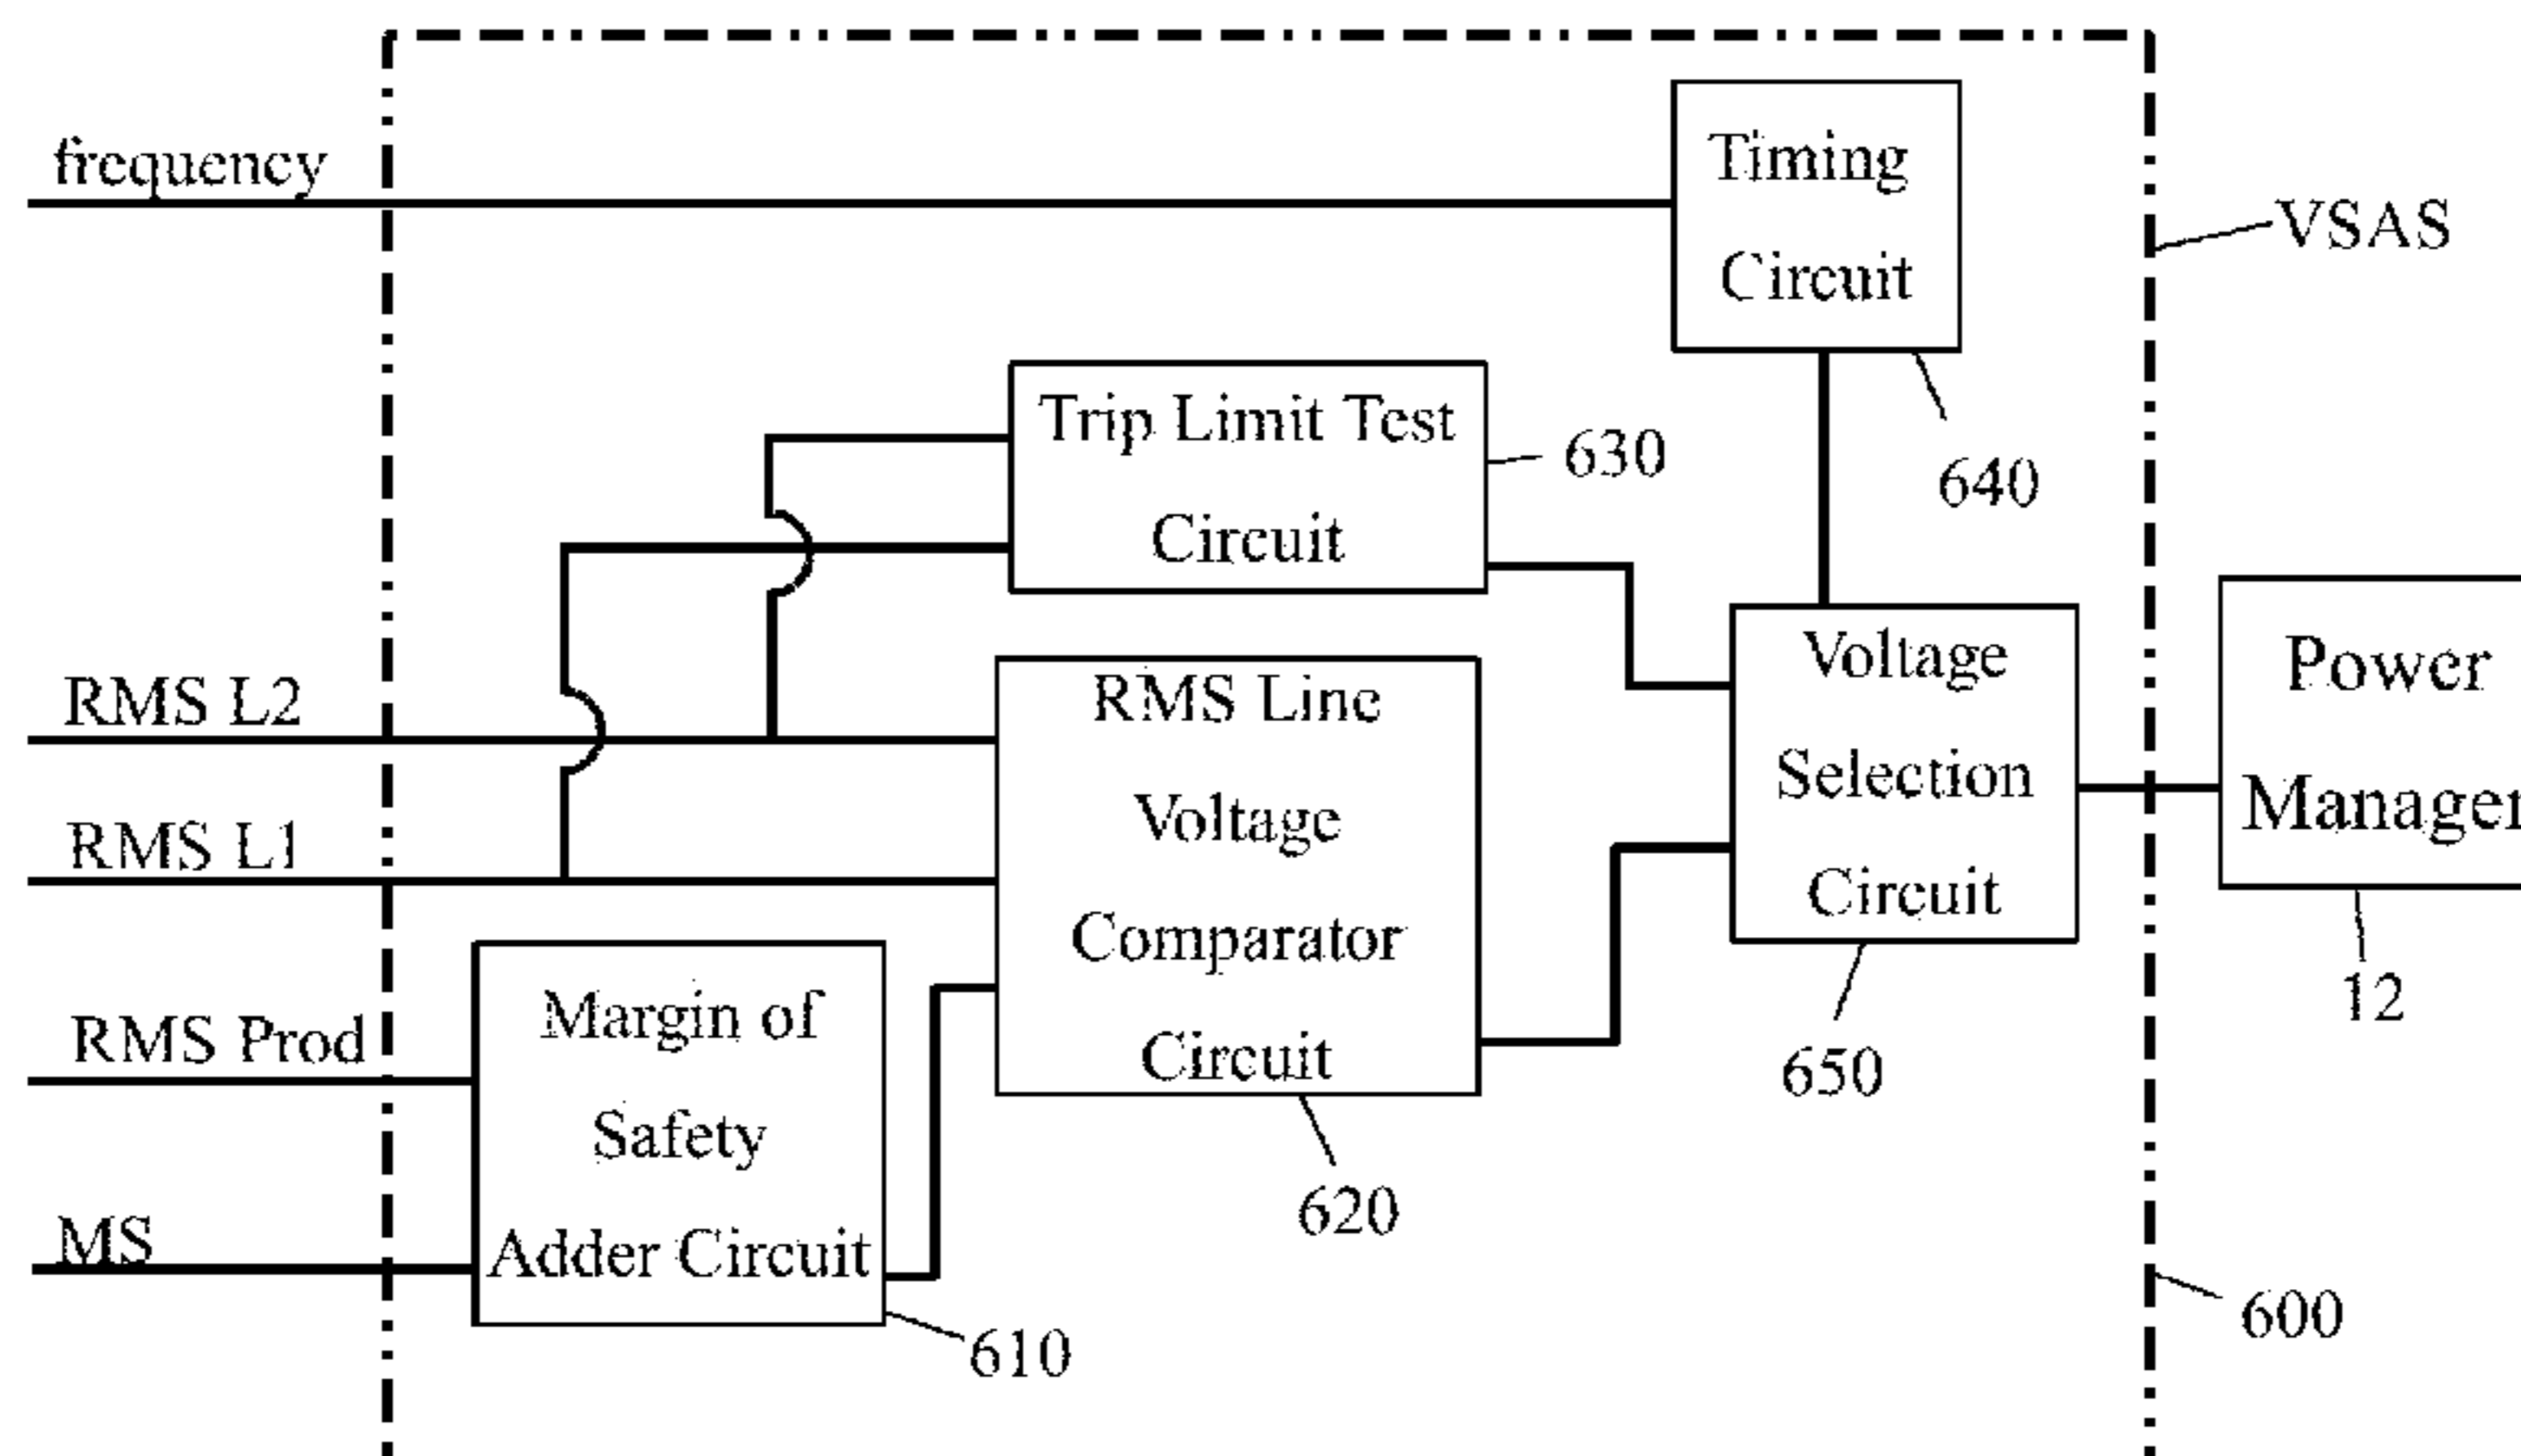 frequency
Timing
Circuit
VSAS
Trip Limit Test
Circuit
630
640
RMS L2
RMS L1
RMS Prod
MS
RMS Line
Voltage
Comparator
Circuit
620
Voltage
Selection
Circuit
650
Power
Manager
12
Margin of
Safety
Adder Circuit
610
600